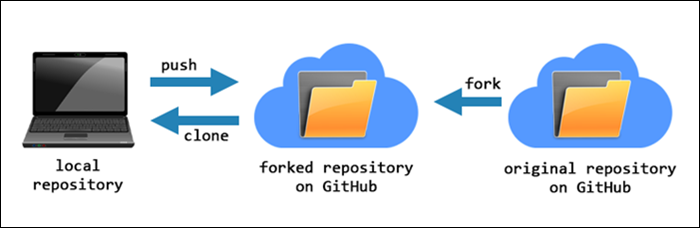 push
clone
fork
local
repository
forked repository
on GitHub
original repository
on GitHub